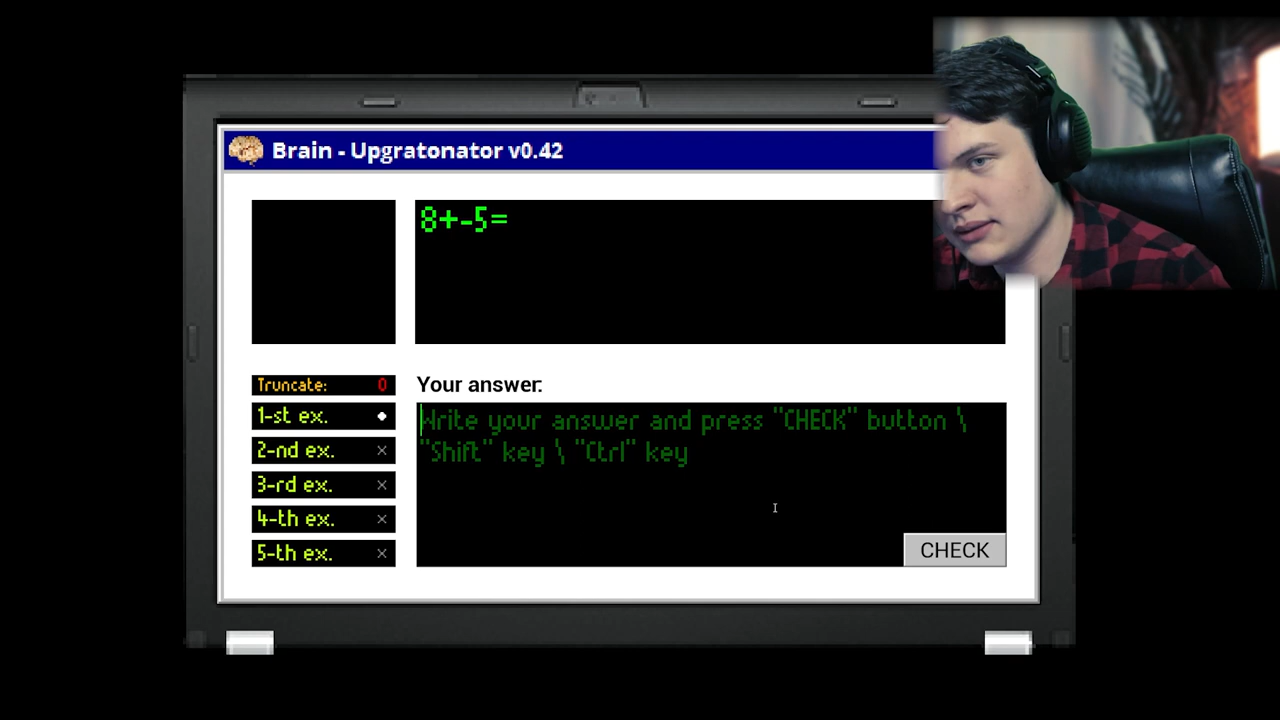 Brain - Upgratonator v0.42
8+-5=
Truncate: 0
1-st ex.
2-nd ex. ×
3-rd ex. ×
4-th ex. ×
5-th ex. ×
Your answer:
Write your answer and press "CHECK" button \
"Shift" key \ "Ctrl" key
CHECK